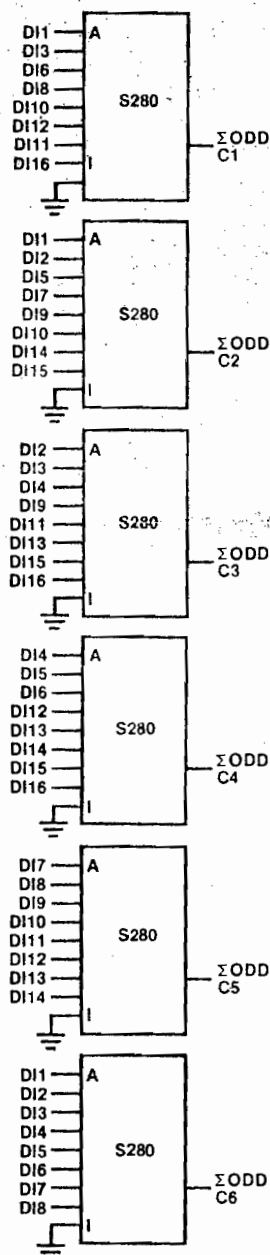 DI1 A
DI3
DI6
DI8 S280
DI10
DI12
DI11 ΣODD
DI16 I C1
DI1 A
DI2
DI5
DI7
DI9 S280
DI10
DI14 ΣODD
DI15 C2
I
DI2 A
DI3
DI4
DI9 S280
DI11
DI13
DI15 ΣODD
DI16 C3
I
DI4 A
DI5
DI6
DI12 S280
DI13
DI14
DI15 ΣODD
DI16 C4
I
DI7 A
DI8
DI9
DI10 S280
DI11
DI12
DI13 ΣODD
DI14 C5
I
DI1 A
DI2
DI3
DI4
DI5 S280
DI6
DI7 ΣODD
DI8 C6
I